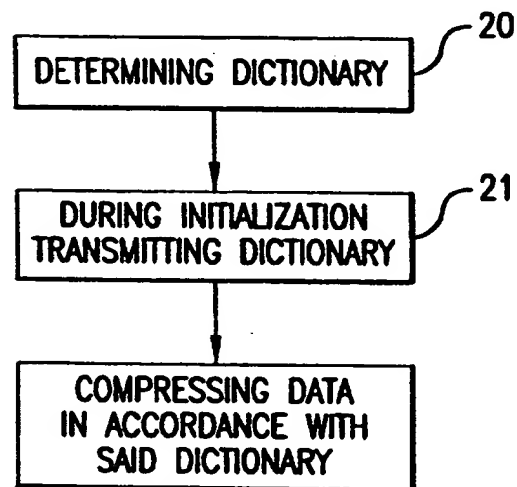 20
DETERMINING DICTIONARY
21
DURING INITIALIZATION
TRANSMITTING DICTIONARY
COMPRESSING DATA
IN ACCORDANCE WITH
SAID DICTIONARY